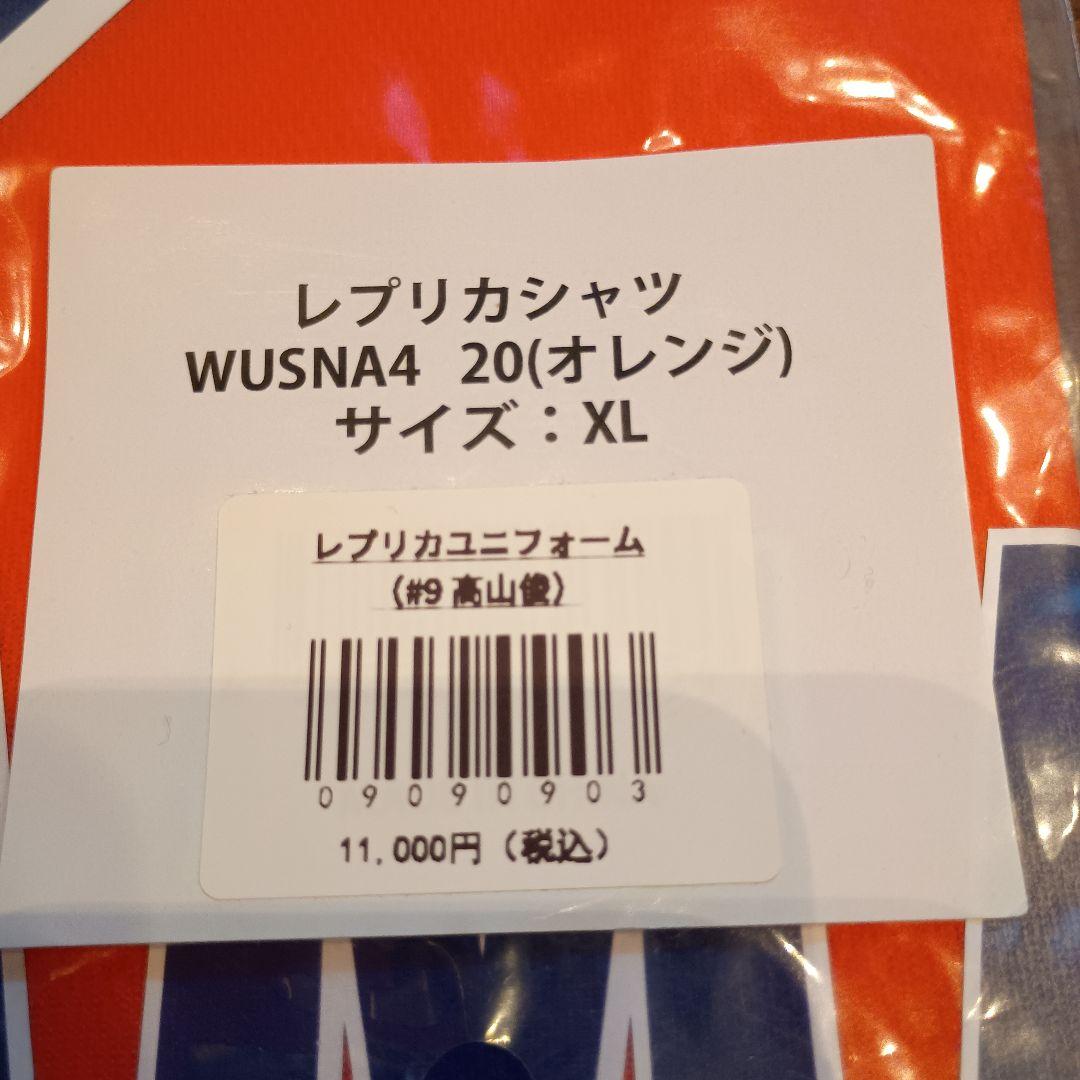 レプリカシャツ
WUSNA4 20(オレンジ)
サイズ：XL
レプリカユニフォーム
(#9 高山俊)
09090903
11,000円（税込）